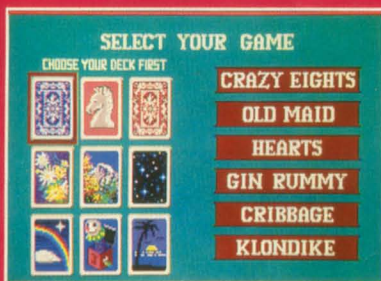 SELECT YOUR GAME
CHOOSE YOUR DECK FIRST
CRAZY EIGHTS
OLD MAID
HEARTS
GIN RUMMY
CRIBBAGE
KLONDIKE